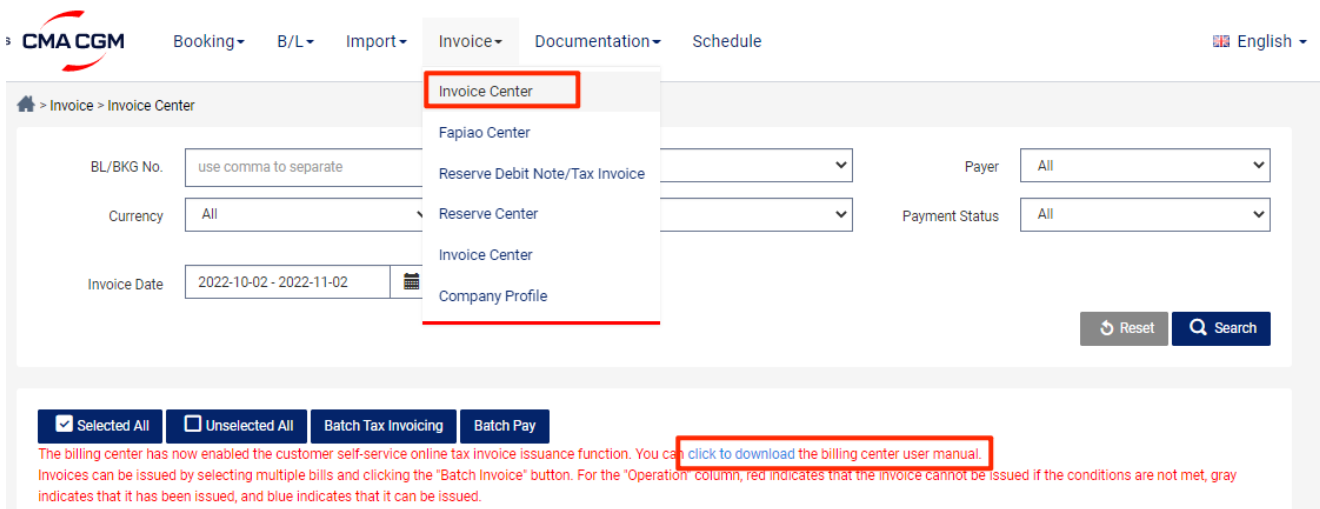 s CMA CGM Booking B/L Import Invoice Documentation Schedule English
> Invoice > Invoice Center
Invoice Center
Fapiao Center
Reserve Debit Note/Tax Invoice
Reserve Center
Invoice Center
Company Profile
BL/BKG No. use comma to separate Payer All
Currency All Payment Status All
Invoice Date 2022-10-02 - 2022-11-02
Reset Search
Selected All Unselected All Batch Tax Invoicing Batch Pay
The billing center has now enabled the customer self-service online tax invoice issuance function. You can click to download the billing center user manual.
Invoices can be issued by selecting multiple bills and clicking the "Batch Invoice" button. For the "Operation" column, red indicates that the invoice cannot be issued if the conditions are not met, gray
indicates that it has been issued, and blue indicates that it can be issued.